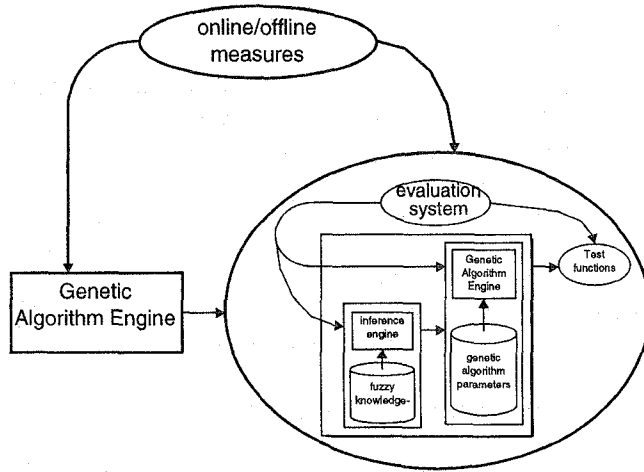 online/offline
measures
evaluation
system
Test
functions
Genetic
Algorithm
Engine
Genetic
Algorithm Engine
inference
engine
genetic
algorithm
parameters
fuzzy
knowledge-